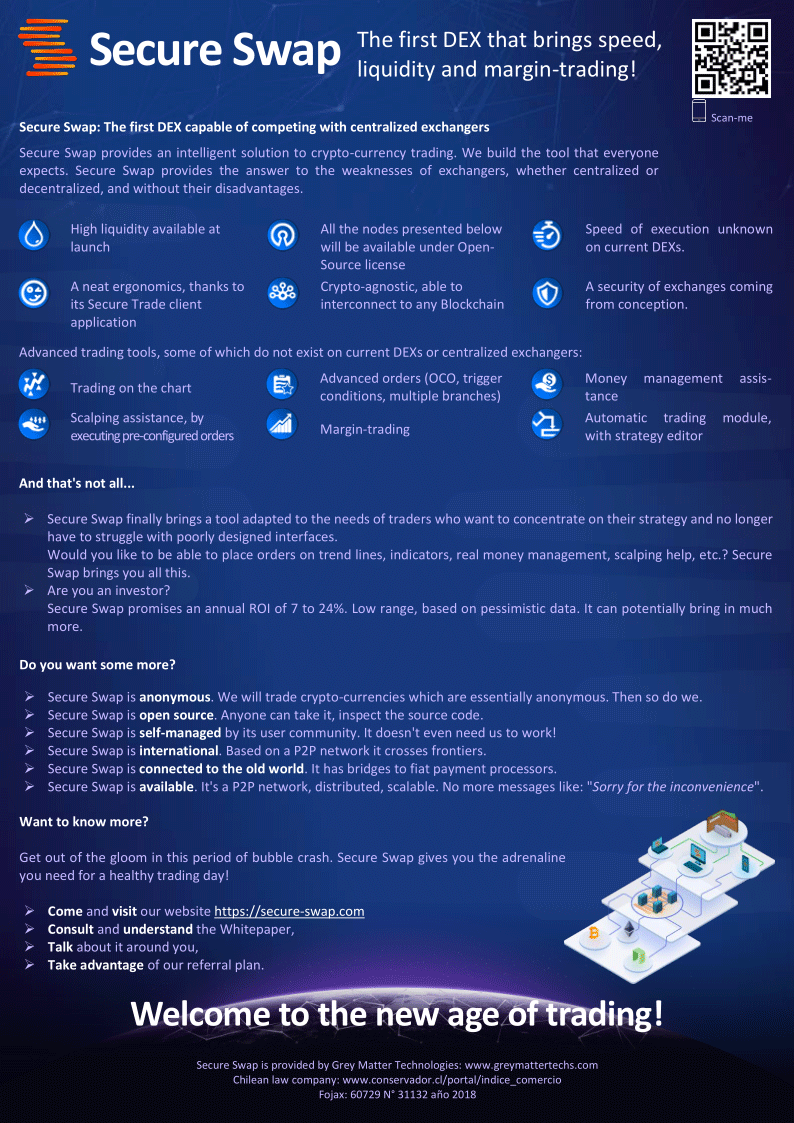 Secure Swap
The first DEX that brings speed,
liquidity and margin-trading!
Scan-me
Secure Swap: The first DEX capable of competing with centralized exchangers
Secure Swap provides an intelligent solution to crypto-currency trading. We build the tool that everyone
expects. Secure Swap provides the answer to the weaknesses of exchangers, whether centralized or
decentralized, and without their disadvantages.
High liquidity available at
launch
All the nodes presented below
will be available under Open-
Source license
Speed of execution unknown
on current DEXs.
A neat ergonomics, thanks to
its Secure Trade client
application
Crypto-agnostic, able to
interconnect to any Blockchain
A security of exchanges coming
from conception.
Advanced trading tools, some of which do not exist on current DEXs or centralized exchangers:
Trading on the chart
Advanced orders (OCO, trigger
conditions, multiple branches)
Money management assis-
tance
Scalping assistance, by
executing pre-configured orders
Margin-trading
Automatic trading module,
with strategy editor
And that's not all...
➢ Secure Swap finally brings a tool adapted to the needs of traders who want to concentrate on their strategy and no longer
have to struggle with poorly designed interfaces.
Would you like to be able to place orders on trend lines, indicators, real money management, scalping help, etc.? Secure
Swap brings you all this.
➢ Are you an investor?
Secure Swap promises an annual ROI of 7 to 24%. Low range, based on pessimistic data. It can potentially bring in much
more.
Do you want some more?
➢ Secure Swap is anonymous. We will trade crypto-currencies which are essentially anonymous. Then so do we.
➢ Secure Swap is open source. Anyone can take it, inspect the source code.
➢ Secure Swap is self-managed by its user community. It doesn't even need us to work!
➢ Secure Swap is international. Based on a P2P network it crosses frontiers.
➢ Secure Swap is connected to the old world. It has bridges to fiat payment processors.
➢ Secure Swap is available. It's a P2P network, distributed, scalable. No more messages like: "Sorry for the inconvenience".
Want to know more?
Get out of the gloom in this period of bubble crash. Secure Swap gives you the adrenaline
you need for a healthy trading day!
➢ Come and visit our website https://secure-swap.com
➢ Consult and understand the Whitepaper,
➢ Talk about it around you,
➢ Take advantage of our referral plan.
Welcome to the new age of trading!
Secure Swap is provided by Grey Matter Technologies: www.greymattertechs.com
Chilean law company: www.conservador.cl/portal/indice_comercio
Fojax: 60729 N° 31132 año 2018